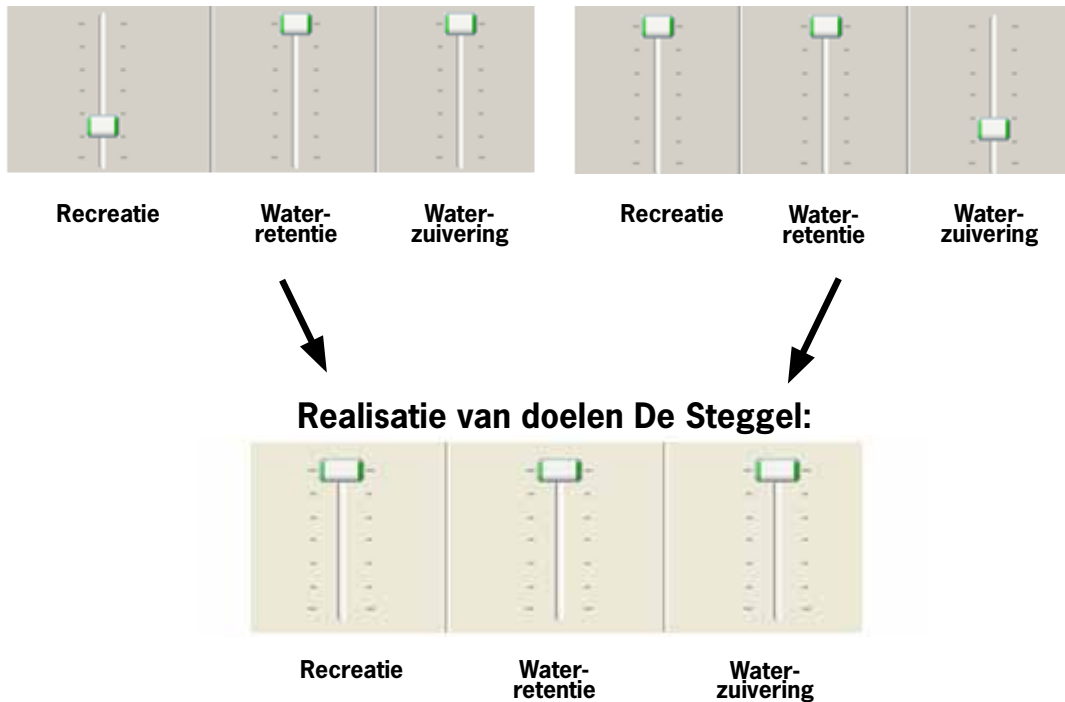 Recreatie
Water-
retentie
Water-
zuivering
Recreatie
Water-
retentie
Water-
zuivering
Realisatie van doelen De Steggel:
Recreatie
Water-
retentie
Water-
zuivering